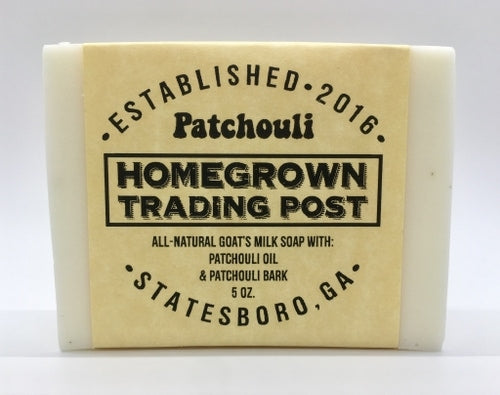 •ESTABLISHED•2016•
Patchouli
HOMEGROWN
TRADING POST
ALL-NATURAL GOAT'S MILK SOAP WITH:
PATCHOULI OIL
& PATCHOULI BARK
5 OZ.
•STATESBORO, GA•